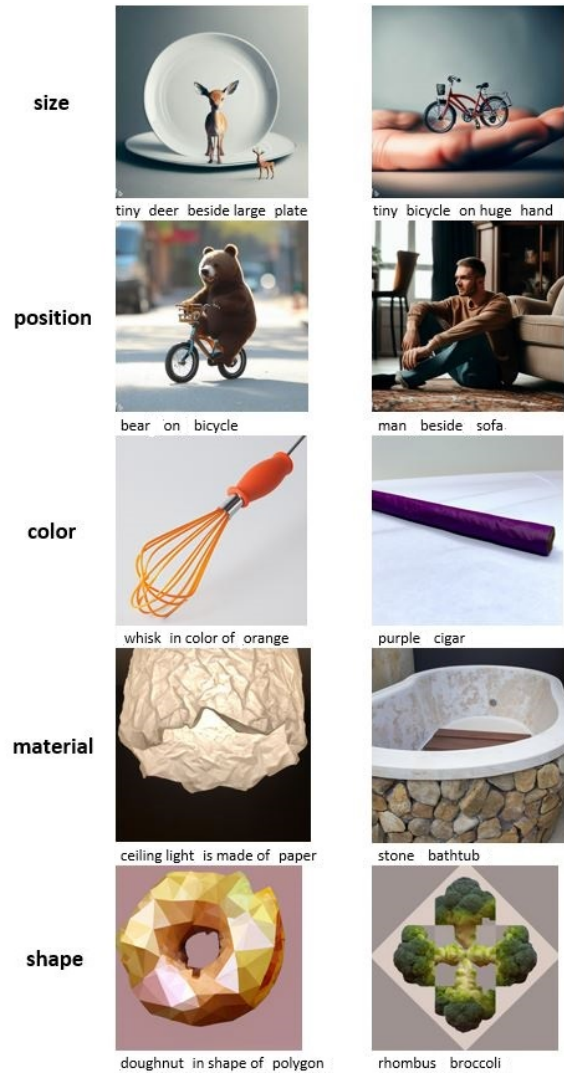 size
tiny deer beside large plate
tiny bicycle on huge hand
position
bear on bicycle
man beside sofa
color
whisk in color of orange
purple cigar
material
ceiling light is made of paper
stone bathtub
shape
doughnut in shape of polygon
rhombus broccoli